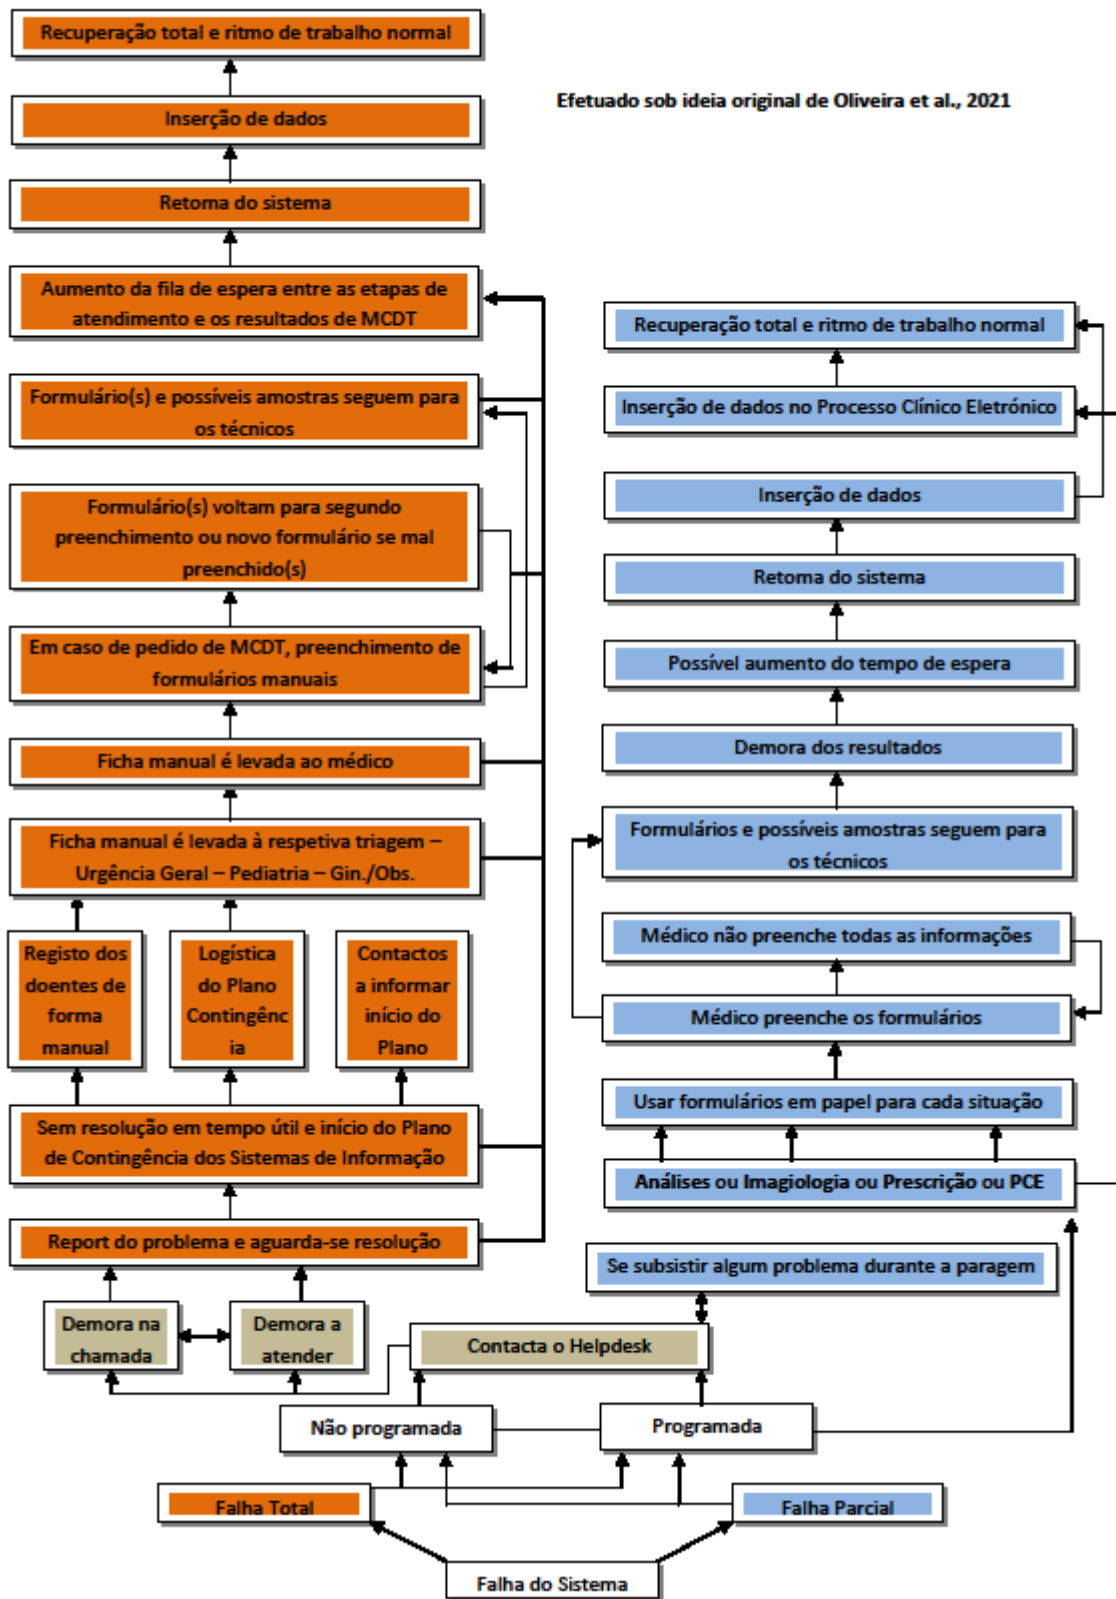 Recuperação total e ritmo de trabalho normal
Efetuado sob ideia original de Oliveira et al., 2021
Inserção de dados
Retoma do sistema
Aumento da fila de espera entre as etapas de
atendimento e os resultados de MCDT
Formulário(s) e possíveis amostras seguem para
os técnicos
Formulário(s) voltam para segundo
preenchimento ou novo formulário se mal
preenchido(s)
Em caso de pedido de MCDT, preenchimento de
formulários manuais
Ficha manual é levada ao médico
Ficha manual é levada à respetiva triagem –
Urgência Geral – Pediatria – Gin./Obs.
Registo dos
doentes de
forma
manual
Logística
do Plano
Contingênc
ia
Contactos
a informar
início do
Plano
Sem resolução em tempo útil e início do Plano
de Contingência dos Sistemas de Informação
Report do problema e aguarda-se resolução
Demora na
chamada
Demora a
atender
Recuperação total e ritmo de trabalho normal
Inserção de dados no Processo Clínico Eletrónico
Inserção de dados
Retoma do sistema
Possível aumento do tempo de espera
Demora dos resultados
Formulários e possíveis amostras seguem para
os técnicos
Médico não preenche todas as informações
Médico preenche os formulários
Usar formulários em papel para cada situação
Análises ou Imagiologia ou Prescrição ou PCE
Se subsistir algum problema durante a paragem
Contacta o Helpdesk
Não programada
Programada
Falha Total
Falha Parcial
Falha do Sistema